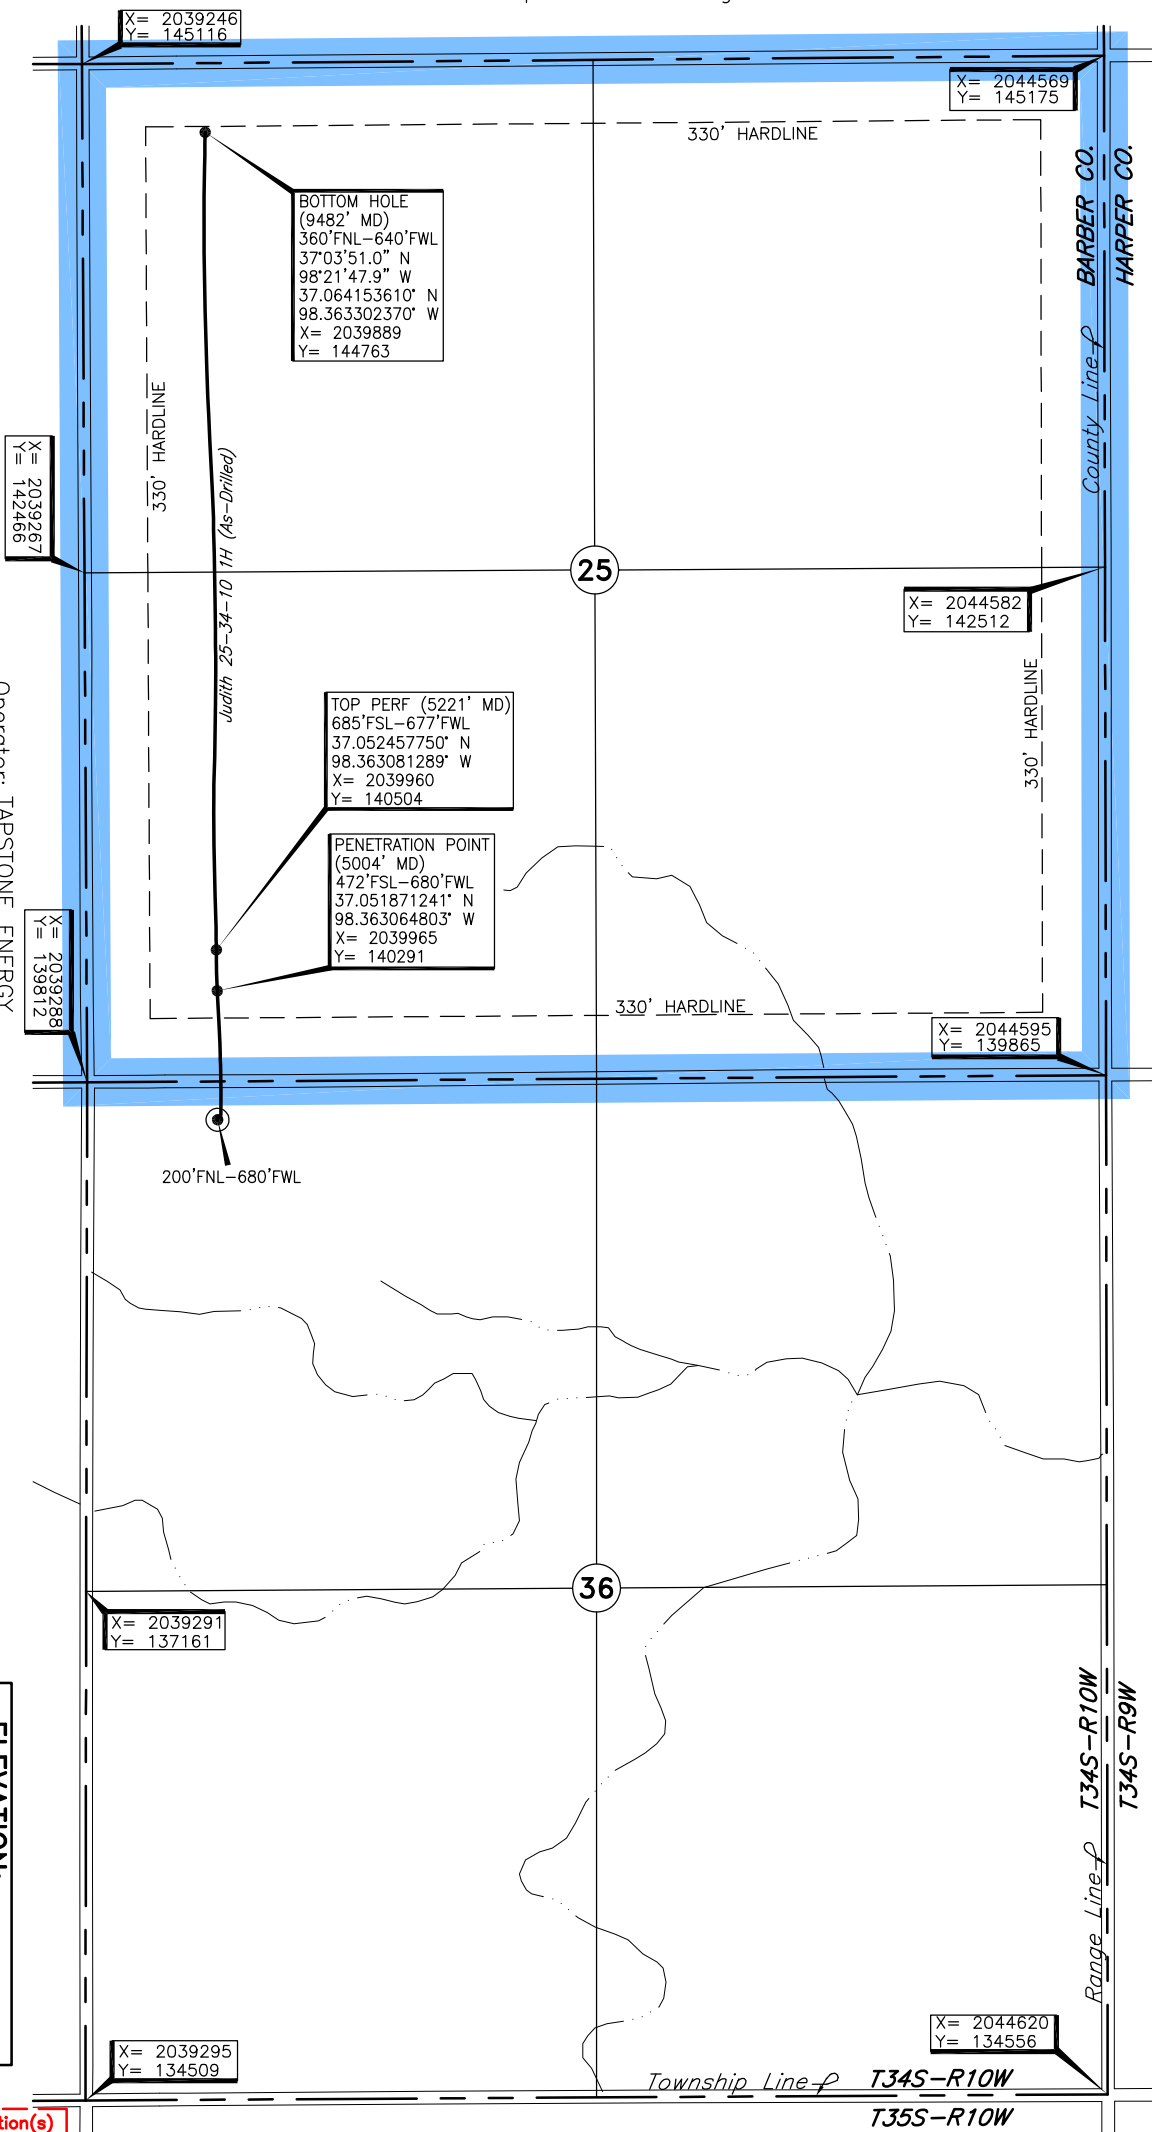 X= 2039246
Y= 145116
X= 2044569
Y= 145175
330' HARDLINE
BARBER CO.
HARPER CO.
BOTTOM HOLE
(9482' MD)
360'FNL-640'FWL
37°03'51.0" N
98°21'47.9" W
37.064153610° N
98.363302370° W
X= 2039889
Y= 144763
County Line
330' HARDLINE
Judith 25-34-10 1H (As-Drilled)
X= 2039267
Y= 142466
25
X= 2044582
Y= 142512
330' HARDLINE
TOP PERF (5221' MD)
685'FSL-677'FWL
37.052457750° N
98.363081289° W
X= 2039960
Y= 140504
Operator: TAPSTONE ENERGY
PENETRATION POINT
(5004' MD)
472'FSL-680'FWL
37.051871241° N
98.363064803° W
X= 2039965
Y= 140291
X= 2039288
Y= 139812
330' HARDLINE
X= 2044595
Y= 139865
200'FNL-680'FWL
36
X= 2039291
Y= 137161
T34S-R10W
T34S-R9W
ELEVATION:
Range Line
X= 2039295
Y= 134509
X= 2044620
Y= 134556
Township Line
T34S-R10W
T35S-R10W
tion(s)